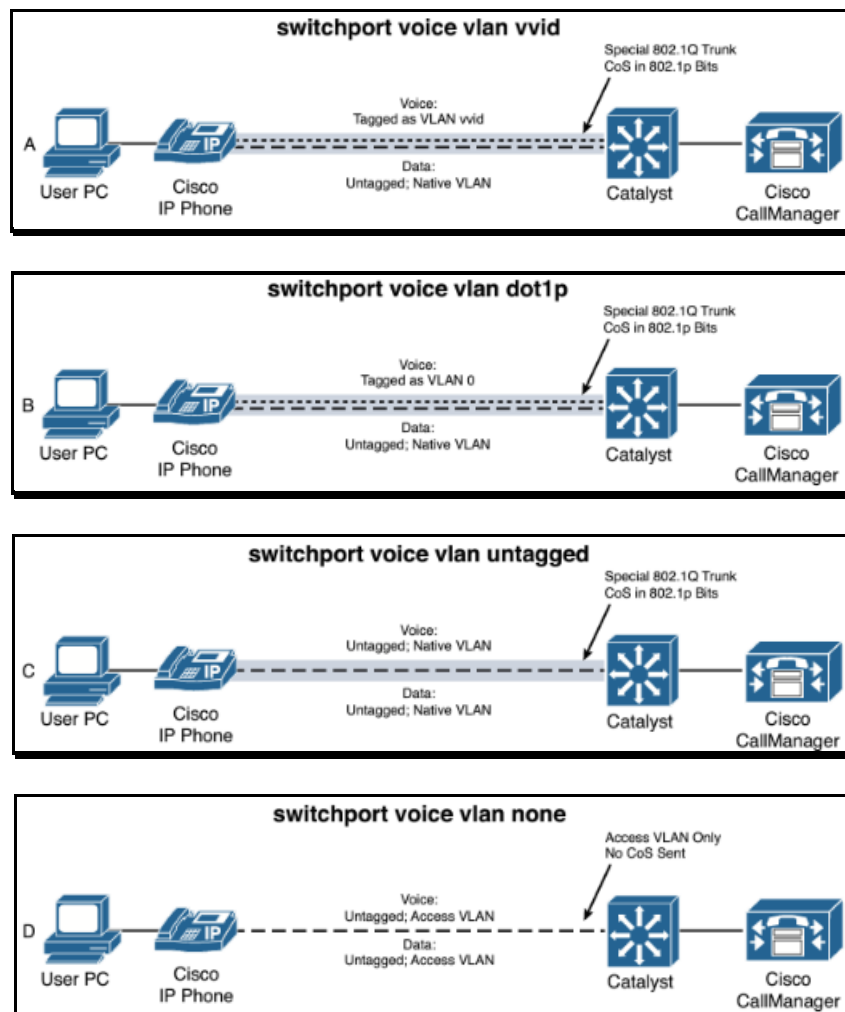 switchport voice vlan vvid
Special 802.1Q Trunk
CoS in 802.1p Bits
Voice:
Tagged as VLAN vvid
A
IP
Data:
Untagged; Native VLAN
User PC
Cisco
IP Phone
Catalyst
Cisco
CallManager
switchport voice vlan dot1p
Special 802.1Q Trunk
CoS in 802.1p Bits
Voice:
Tagged as VLAN 0
B
IP
Data:
Untagged; Native VLAN
User PC
Cisco
IP Phone
Catalyst
Cisco
CallManager
switchport voice vlan untagged
Special 802.1Q Trunk
CoS in 802.1p Bits
Voice:
Untagged; Native VLAN
C
IP
Data:
Untagged; Native VLAN
User PC
Cisco
IP Phone
Catalyst
Cisco
CallManager
switchport voice vlan none
Access VLAN Only
No CoS Sent
Voice:
Untagged; Access VLAN
D
IP
Data:
Untagged; Access VLAN
User PC
Cisco
IP Phone
Catalyst
Cisco
CallManager